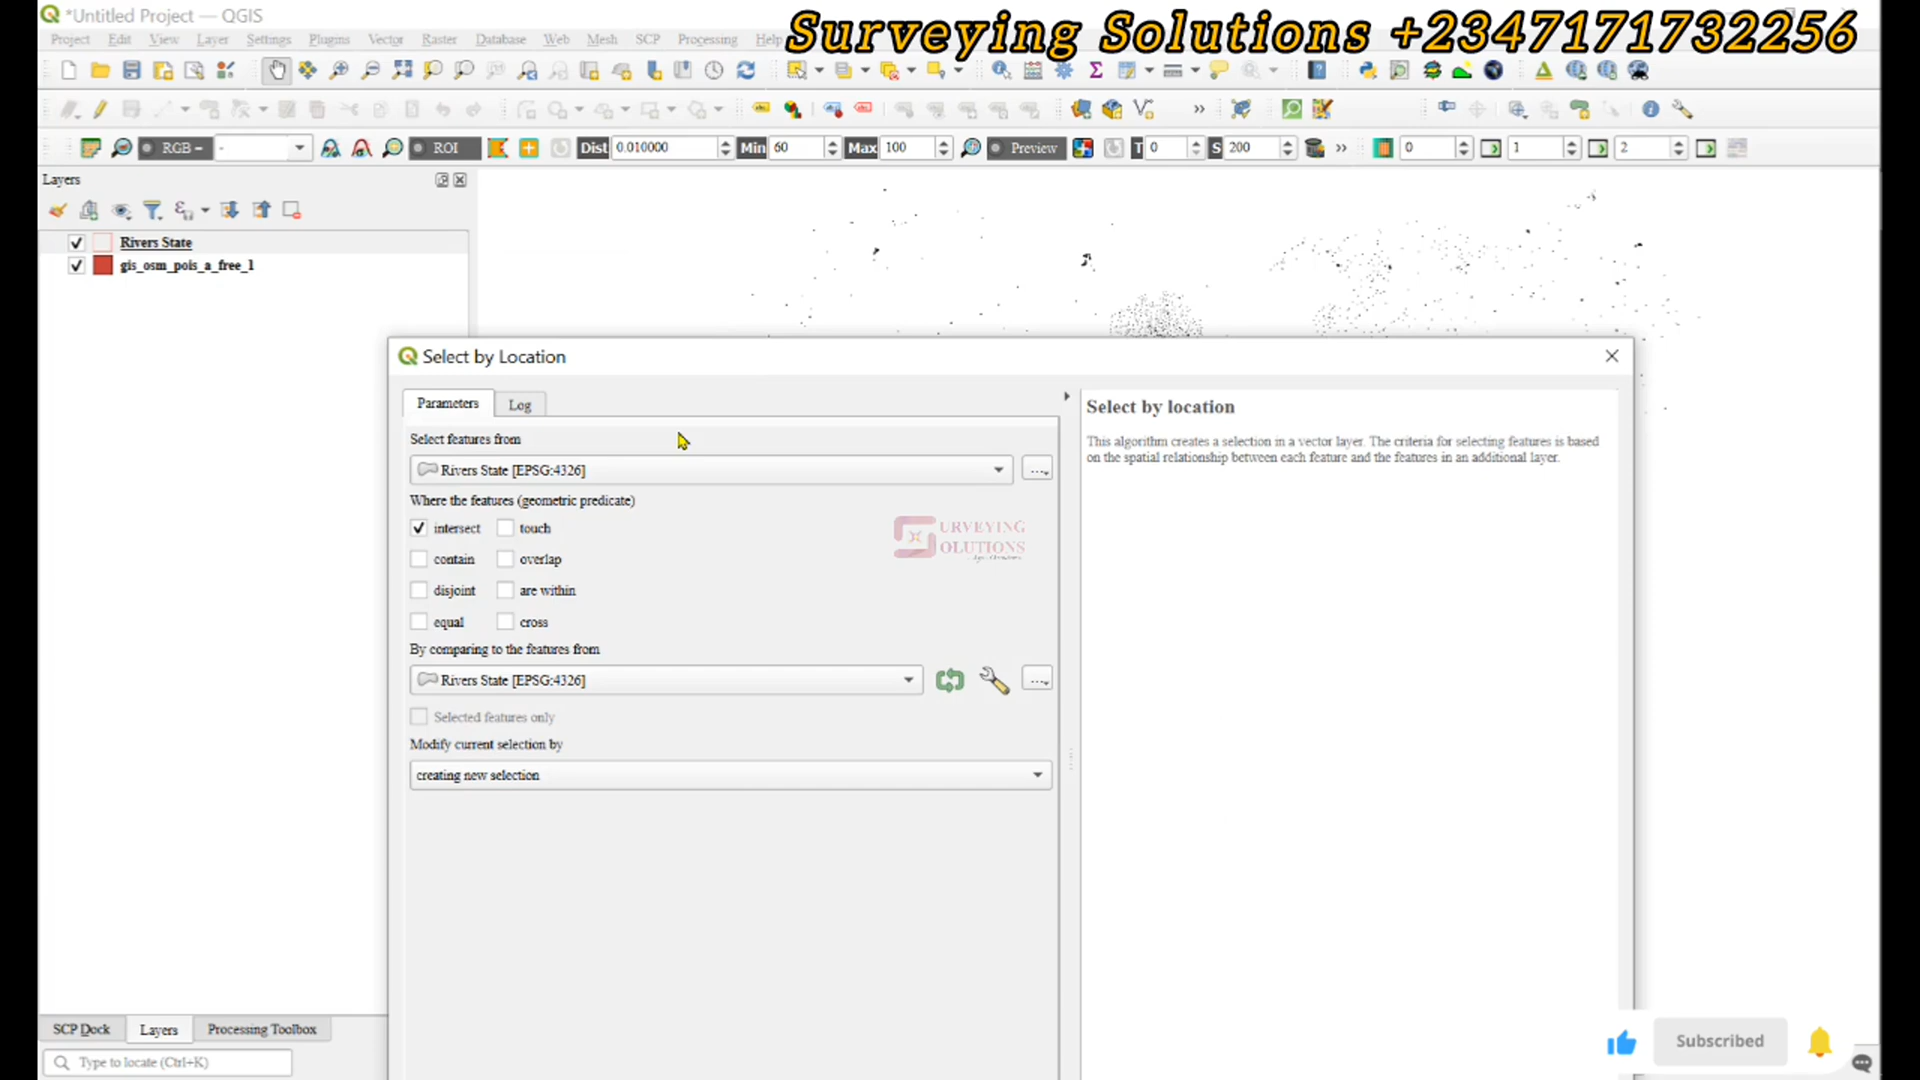 *Untitled Project — QGIS
Surveying Solutions +2347171732256
Project Edit View Layer Settings Plugins Vector Raster Database Web Mesh SCP Processing Help
RGB = - ROI Dist 0.010000 Min 60 Max 100 Preview T 0 S 200 » 0 1 2
Layers
Rivers State
gis_osm_pois_a_free_1
Select by Location
Parameters Log
Select features from
Rivers State [EPSG:4326]
Where the features (geometric predicate)
intersect touch
contain overlap
disjoint are within
equal cross
By comparing to the features from
Rivers State [EPSG:4326]
Selected features only
Modify current selection by
creating new selection
Select by location
This algorithm creates a selection in a vector layer. The criteria for selecting features is based
on the spatial relationship between each feature and the features in an additional layer.
SURVEYING
SOLUTIONS
SCP Dock Layers Processing Toolbox
Type to locate (Ctrl+K)
Subscribed